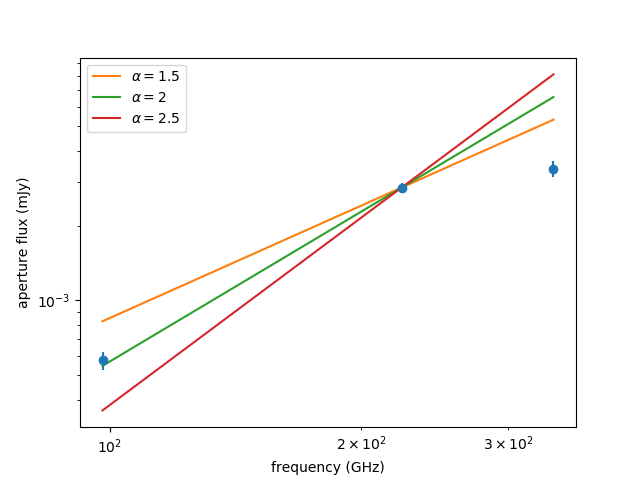 α = 1.5
α = 2
α = 2.5
aperture flux (mJy)
10⁻³
10² 2 × 10² 3 × 10²
frequency (GHz)